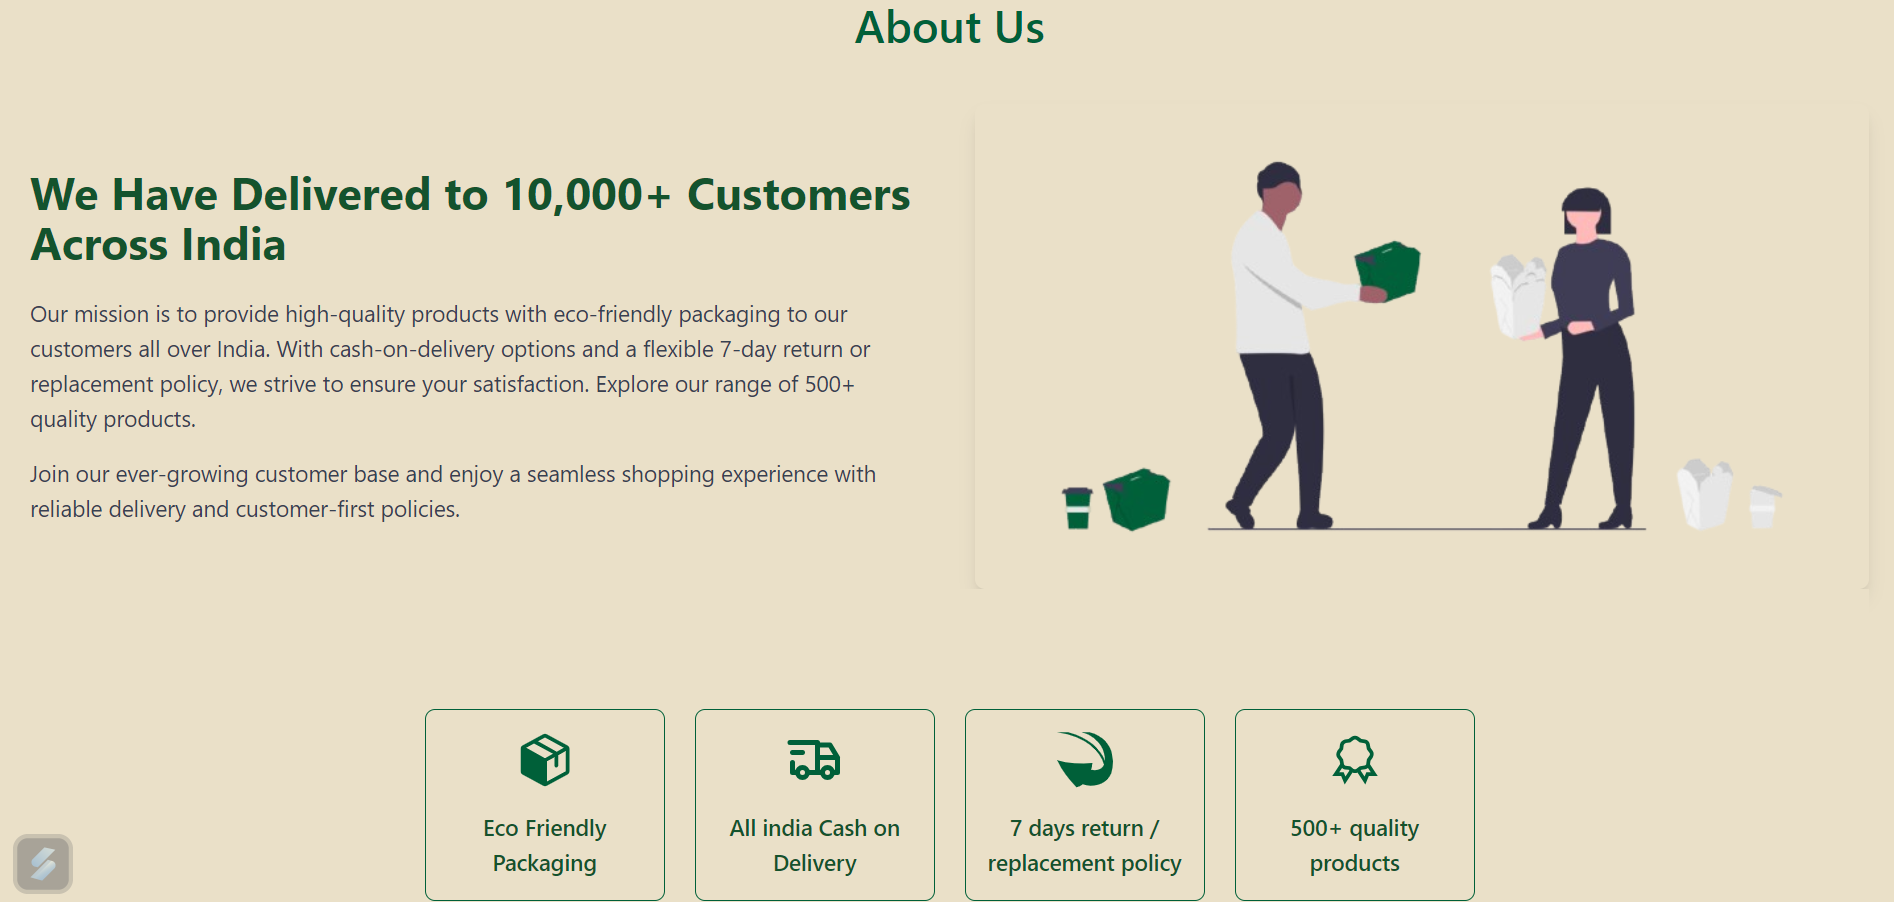 About Us
We Have Delivered to 10,000+ Customers
Across India
Our mission is to provide high-quality products with eco-friendly packaging to our
customers all over India. With cash-on-delivery options and a flexible 7-day return or
replacement policy, we strive to ensure your satisfaction. Explore our range of 500+
quality products.
Join our ever-growing customer base and enjoy a seamless shopping experience with
reliable delivery and customer-first policies.
Eco Friendly
Packaging
All india Cash on
Delivery
7 days return /
replacement policy
500+ quality
products